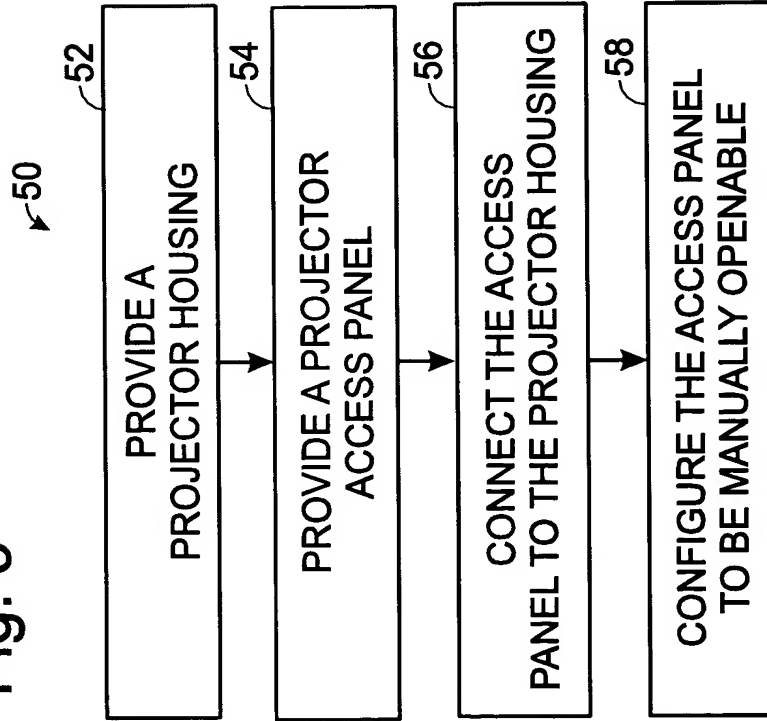 Fig.
50
52
PROVIDE A
PROJECTOR HOUSING
54
PROVIDE A PROJECTOR
ACCESS PANEL
56
CONNECT THE ACCESS
PANEL TO THE PROJECTOR HOUSING
58
CONFIGURE THE ACCESS PANEL
TO BE MANUALLY OPENABLE